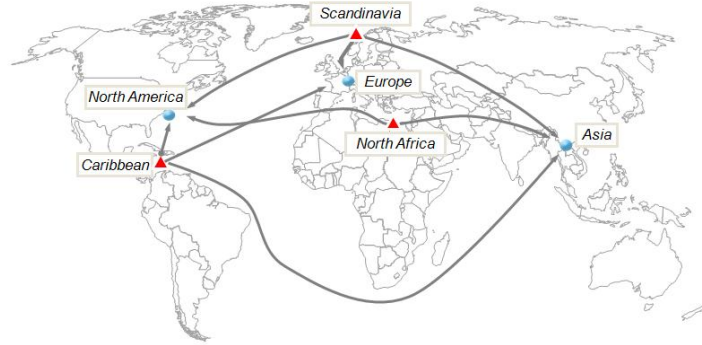 Scandinavia
Europe
North America
North Africa
Asia
Caribbean